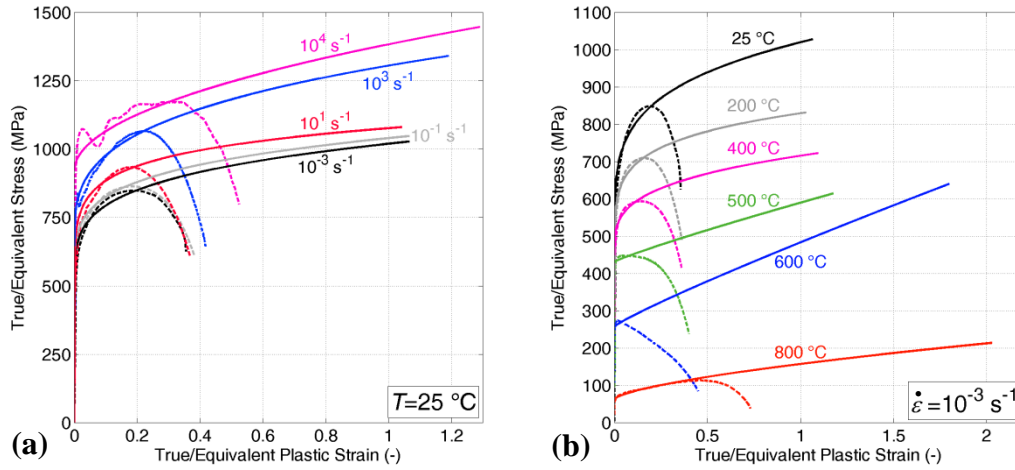 1500
1250
1000
750
500
250
0
True/Equivalent Stress (MPa)
10⁴ s⁻¹
10³ s⁻¹
10¹ s⁻¹
10⁻¹ s⁻¹
10⁻³ s⁻¹
T=25 °C
0 0.2 0.4 0.6 0.8 1 1.2
True/Equivalent Plastic Strain (-)
(a)
1100
1000
900
800
700
600
500
400
300
200
100
0
True/Equivalent Stress (MPa)
25 °C
200 °C
400 °C
500 °C
600 °C
800 °C
ε̇=10⁻³ s⁻¹
0 0.5 1 1.5 2
True/Equivalent Plastic Strain (-)
(b)